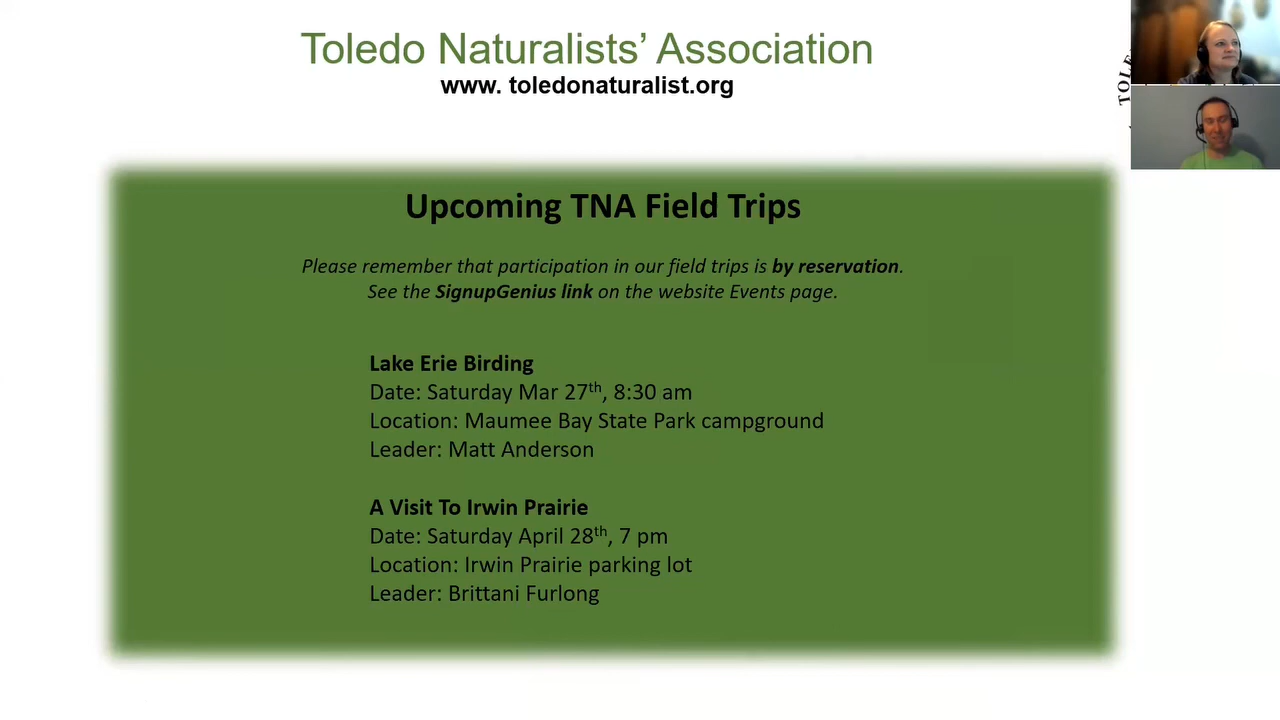 Toledo Naturalists’ Association
www. toledonaturalist.org
TOLE
Upcoming TNA Field Trips
Please remember that participation in our field trips is by reservation.
See the SignupGenius link on the website Events page.
Lake Erie Birding
Date: Saturday Mar 27th, 8:30 am
Location: Maumee Bay State Park campground
Leader: Matt Anderson
A Visit To Irwin Prairie
Date: Saturday April 28th, 7 pm
Location: Irwin Prairie parking lot
Leader: Brittani Furlong